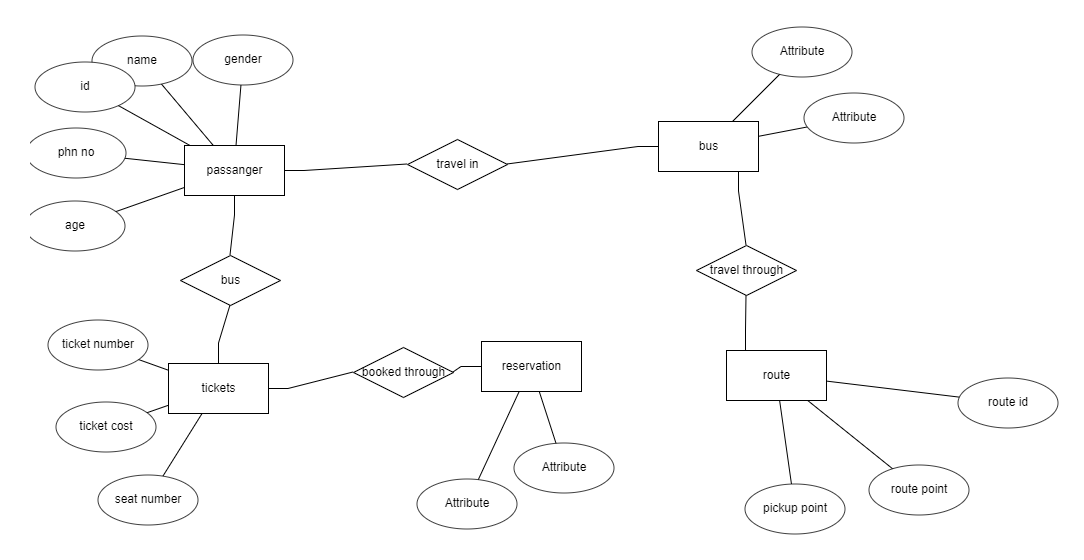 name
gender
id
Attribute
Attribute
phn no
passanger
travel in
bus
age
bus
travel through
ticket number
tickets
booked through
reservation
route
ticket cost
route id
seat number
Attribute
Attribute
pickup point
route point